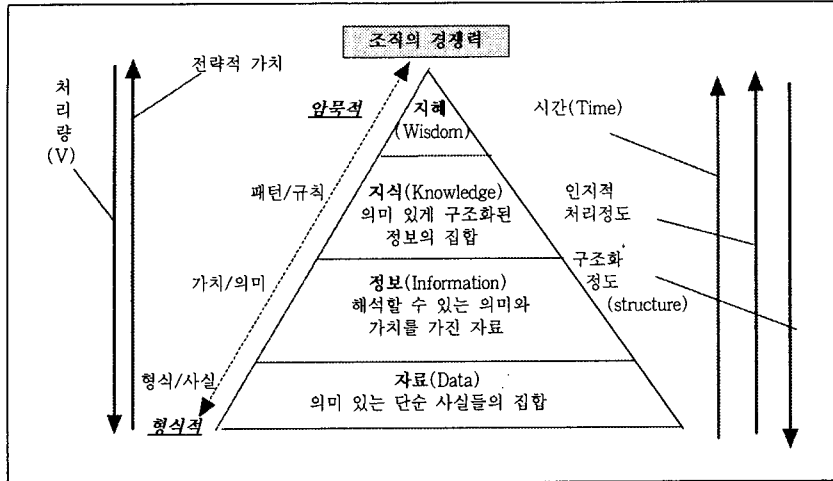 조직의 경쟁력
전략적 가치
처
리
량
(V)
암묵적
지혜
(Wisdom)
시간(Time)
패턴/규칙
지식(Knowledge)
의미 있게 구조화된
정보의 집합
인지적
처리정도
가치/의미
정보(Information)
해석할 수 있는 의미와
가치를 가진 자료
구조화
정도
(structure)
형식/사실
자료(Data)
의미 있는 단순 사실들의 집합
형식적